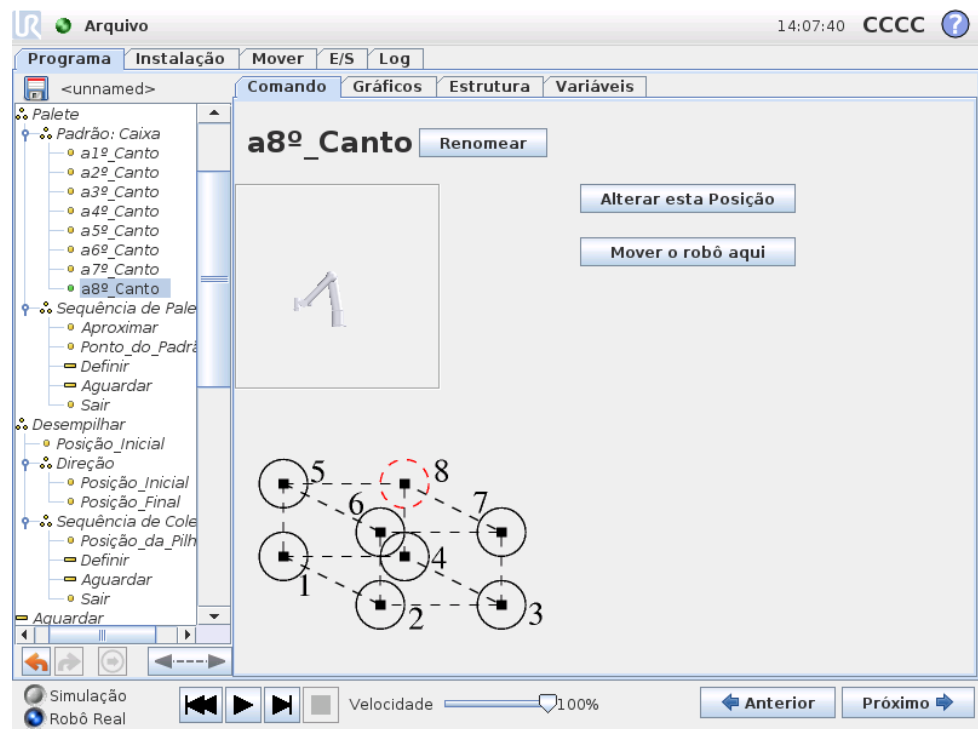 UR Arquivo 14:07:40 CCCC ?
Programa Instalação Mover E/S Log
<unnamed>
Comando Gráficos Estrutura Variáveis
Palete
Padrão: Caixa
a1º_Canto
a2º_Canto
a3º_Canto
a4º_Canto
a5º_Canto
a6º_Canto
a7º_Canto
a8º_Canto
Sequência de Pale
Aproximar
Ponto_do_Padrã
Definir
Aguardar
Sair
Desempilhar
Posição_Inicial
Direção
Posição_Inicial
Posição_Final
Sequência de Cole
Posição_da_Pilh
Definir
Aguardar
Sair
Aguardar
a8º_Canto Renomear
Alterar esta Posição
Mover o robô aqui
5 8
6 7
4
1
2 3
Simulação
Robô Real
Velocidade 100%
Anterior Próximo